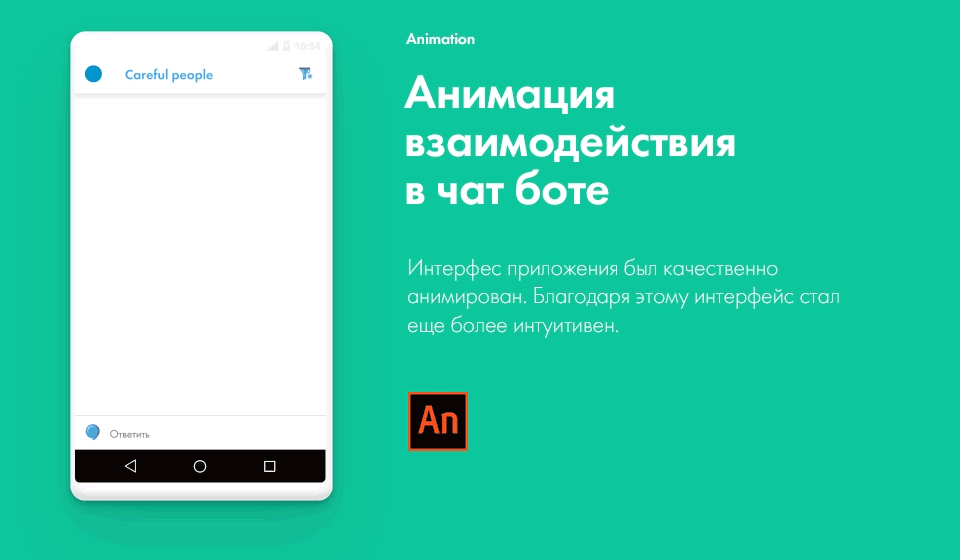 16:54
Careful people
Ответить
Animation
Анимация
взаимодействия
в чат боте
Интерфес приложения был качественно
анимирован. Благодаря этому интерфейс стал
еще более интуитивен.
An